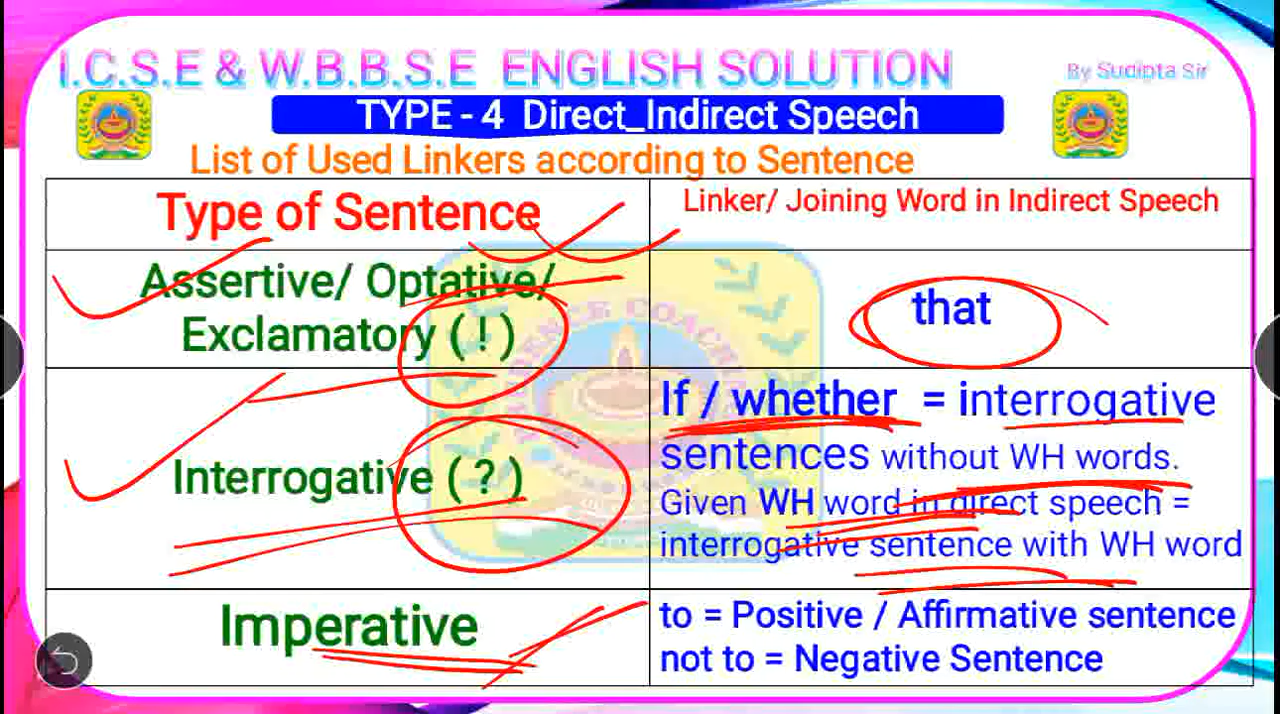 I.C.S.E & W.B.B.S.E ENGLISH SOLUTION
By Sudipta Sir
TYPE - 4 Direct_Indirect Speech
List of Used Linkers according to Sentence
Type of Sentence
Linker/ Joining Word in Indirect Speech
Assertive/ Optative/
Exclamatory ( ! )
that
Interrogative ( ? )
If / whether = interrogative
sentences without WH words.
Given WH word in direct speech =
interrogative sentence with WH word
Imperative
to = Positive / Affirmative sentence
not to = Negative Sentence